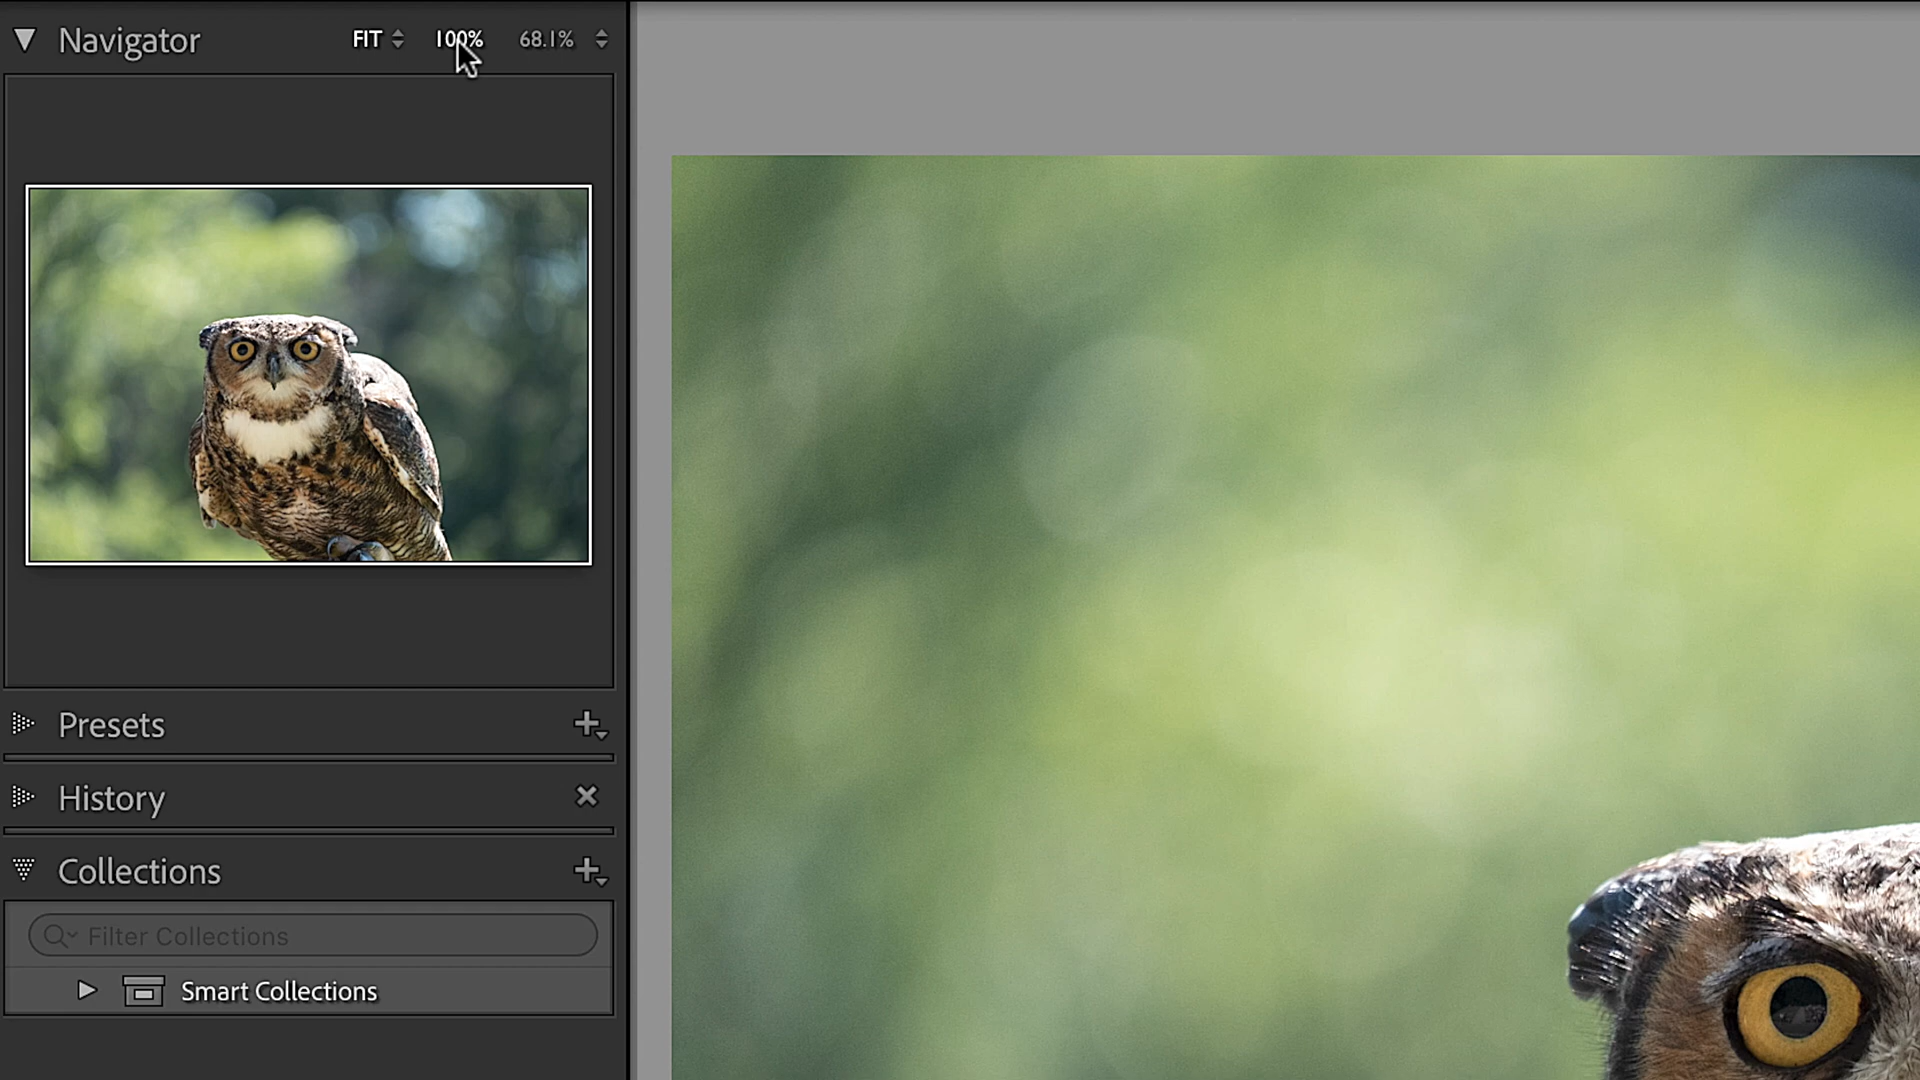 Navigator FIT 100% 68.1%
Presets
History
Collections
Filter Collections
Smart Collections